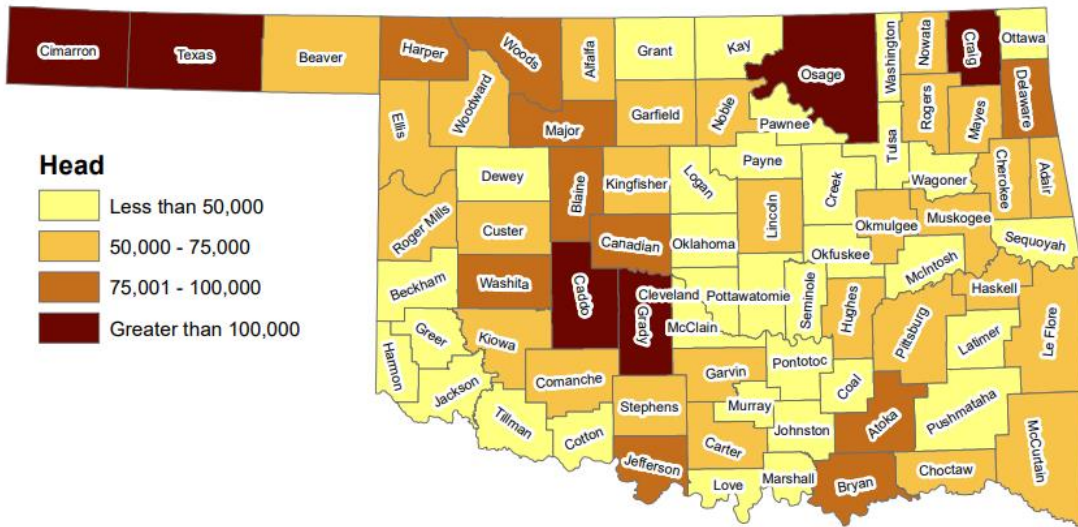 Cimarron
Texas
Beaver
Harper
Woods
Alfalfa
Grant
Kay
Osage
Washington
Nowata
Craig
Ottawa
Ellis
Woodward
Major
Garfield
Noble
Pawnee
Rogers
Mayes
Delaware
Tulsa
Head
Less than 50,000
50,000 - 75,000
75,001 - 100,000
Greater than 100,000
Dewey
Blaine
Kingfisher
Logan
Payne
Creek
Wagoner
Cherokee
Adair
Roger Mills
Custer
Canadian
Oklahoma
Lincoln
Okmulgee
Muskogee
Sequoyah
Okfuskee
McIntosh
Beckham
Washita
Caddo
Grady
Cleveland
Pottawatomie
Seminole
Hughes
Pittsburg
Haskell
Le Flore
McClain
Latimer
Greer
Kiowa
Harmon
Jackson
Comanche
Garvin
Pontotoc
Coal
Stephens
Murray
Atoka
Pushmataha
McCurtain
Tillman
Cotton
Carter
Johnston
Jefferson
Love
Marshall
Bryan
Choctaw